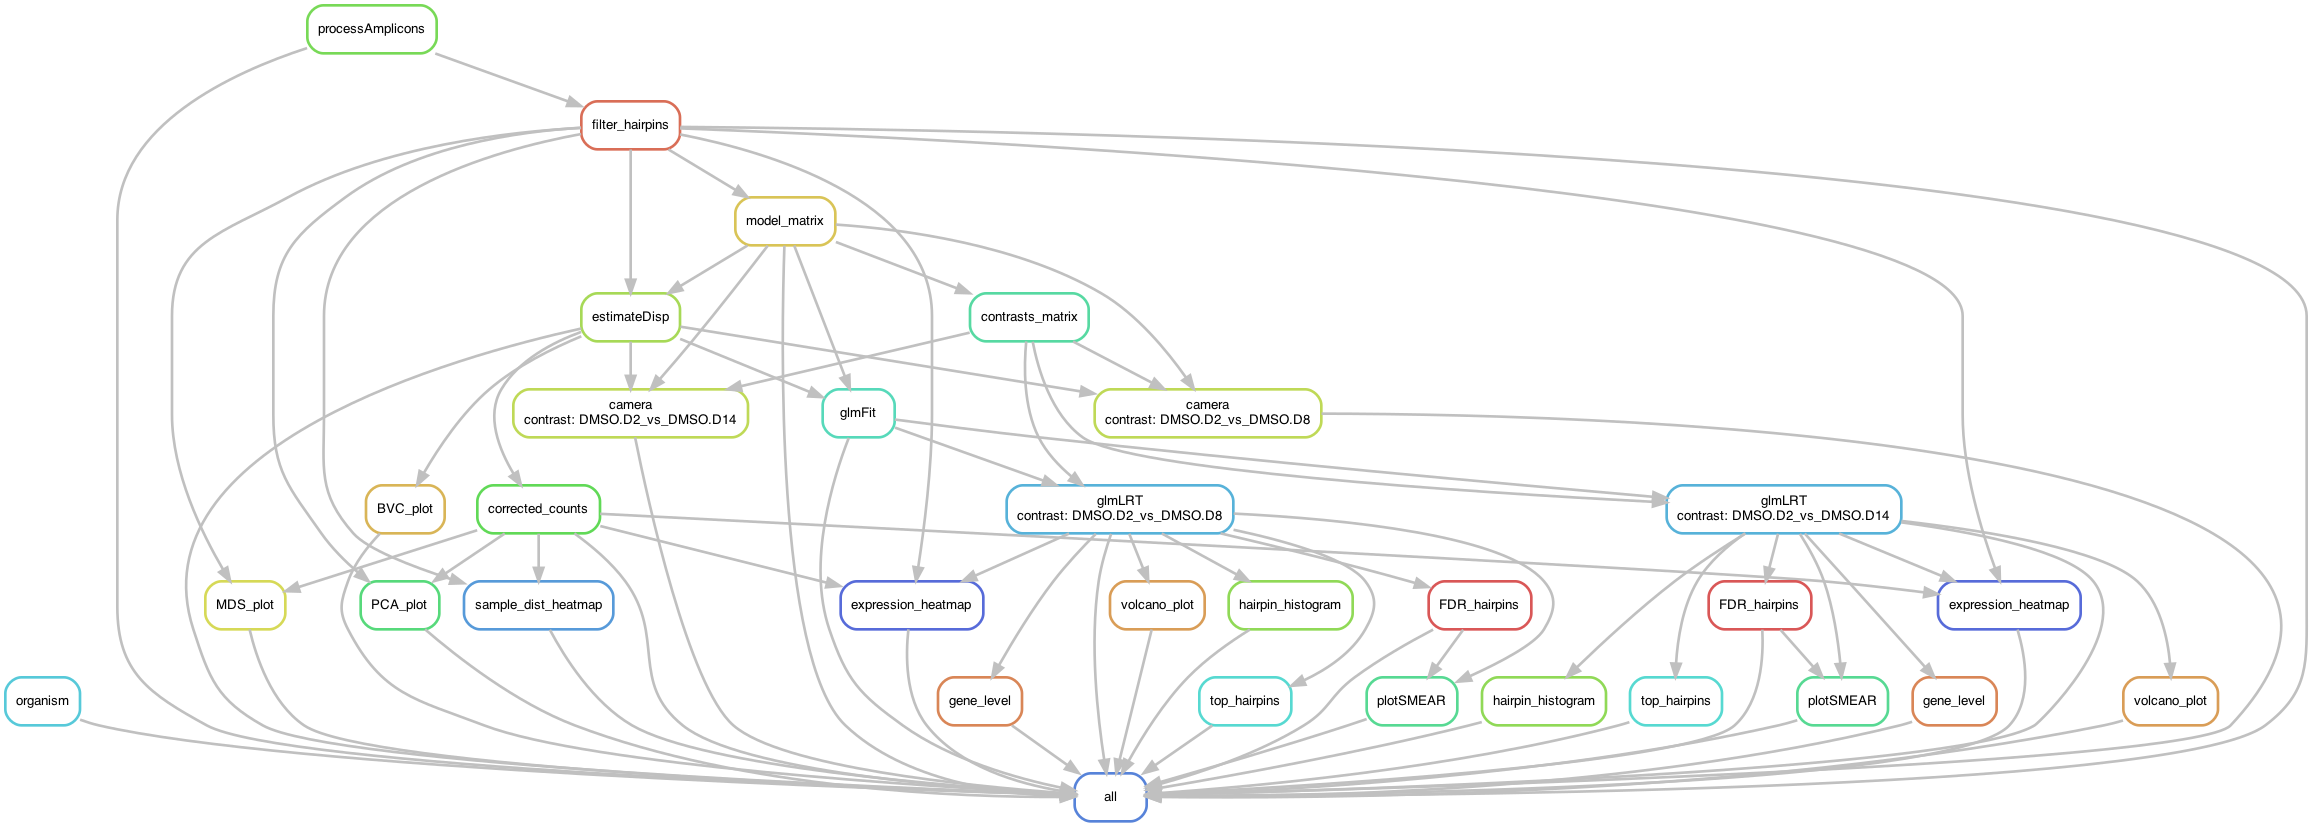 processAmplicons
filter_hairpins
model_matrix
estimateDisp
contrasts_matrix
camera
contrast: DMSO.D2_vs_DMSO.D14
glmFit
camera
contrast: DMSO.D2_vs_DMSO.D8
BVC_plot
corrected_counts
glmLRT
contrast: DMSO.D2_vs_DMSO.D8
glmLRT
contrast: DMSO.D2_vs_DMSO.D14
MDS_plot
PCA_plot
sample_dist_heatmap
expression_heatmap
volcano_plot
hairpin_histogram
FDR_hairpins
FDR_hairpins
expression_heatmap
organism
gene_level
top_hairpins
plotSMEAR
hairpin_histogram
top_hairpins
plotSMEAR
gene_level
volcano_plot
all